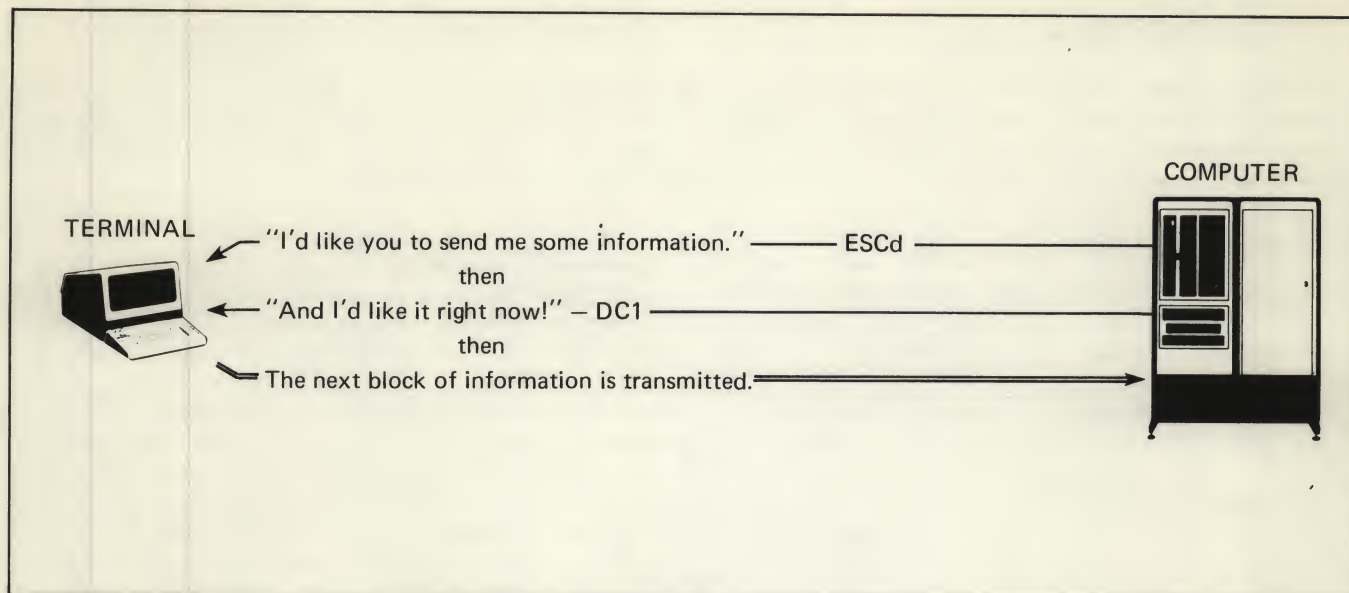 COMPUTER
TERMINAL
"I'd like you to send me some information." ESCd
then
"And I'd like it right now!" – DC1
then
The next block of information is transmitted.